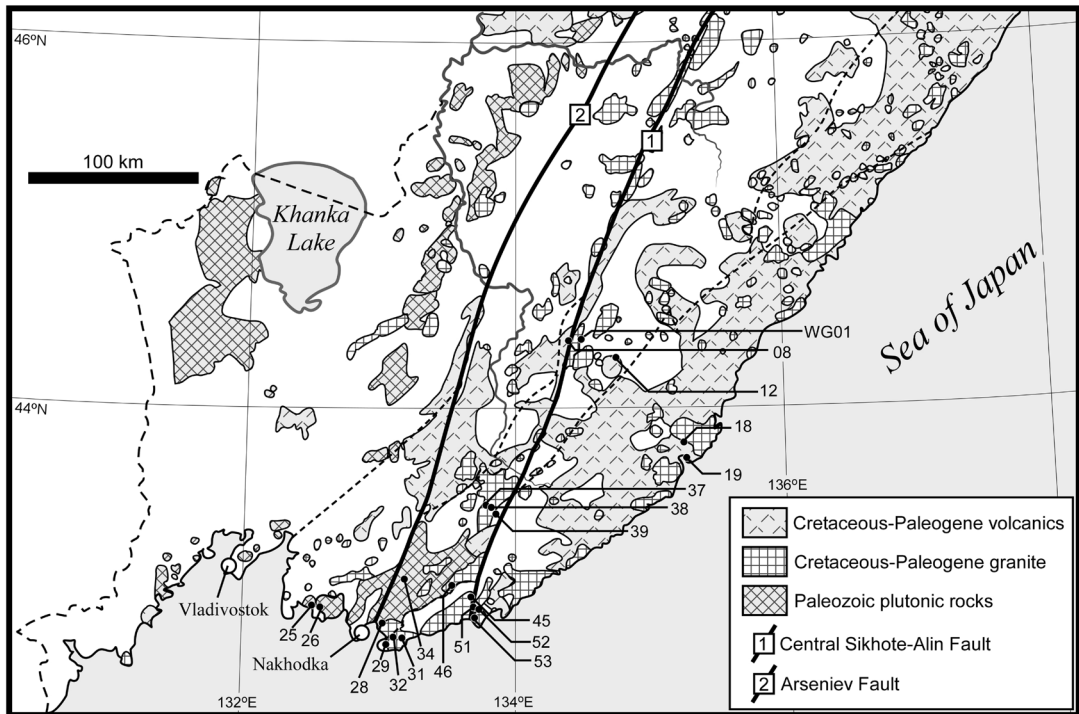 46ºN
2
1
100 km
Khanka
Lake
Sea of Japan
WG01
08
12
44ºN
18
19
136ºE
37
38
39
Cretaceous-Paleogene volcanics
Cretaceous-Paleogene granite
Paleozoic plutonic rocks
1 Central Sikhote-Alin Fault
2 Arseniev Fault
Vladivostok
25
26
Nakhodka
28
29
32
31
34
46
51
45
52
53
132ºE
134ºE